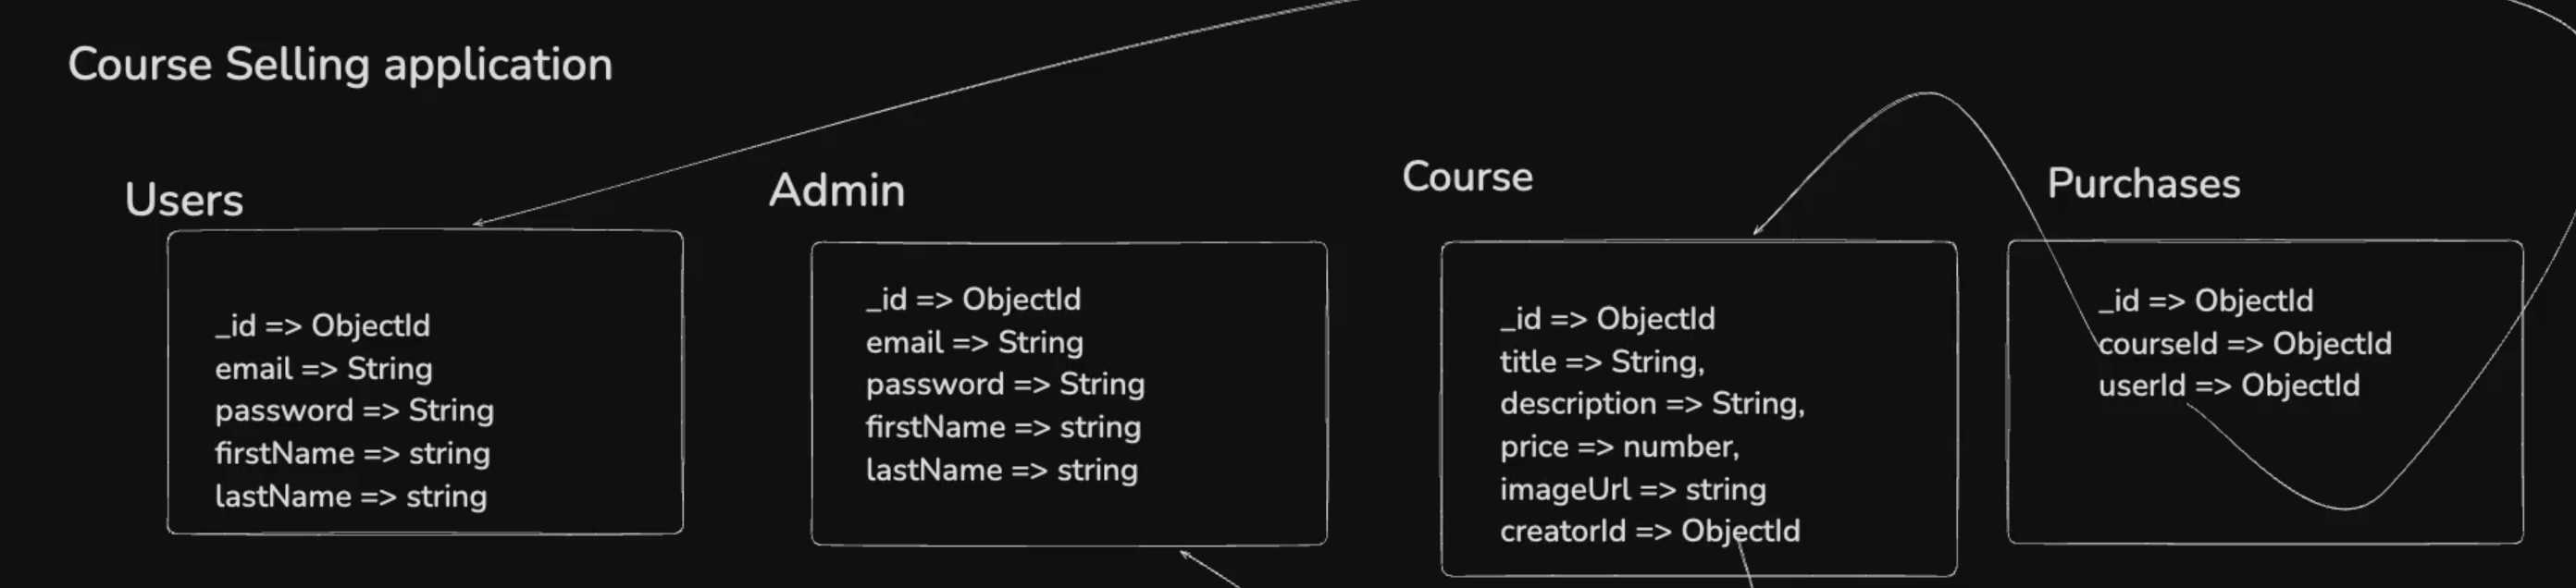 Course Selling application
Users
_id => ObjectId
email => String
password => String
firstName => string
lastName => string
Admin
_id => ObjectId
email => String
password => String
firstName => string
lastName => string
Course
_id => ObjectId
title => String,
description => String,
price => number,
imageUrl => string
creatorId => ObjectId
Purchases
_id => ObjectId
courseId => ObjectId
userId => ObjectId